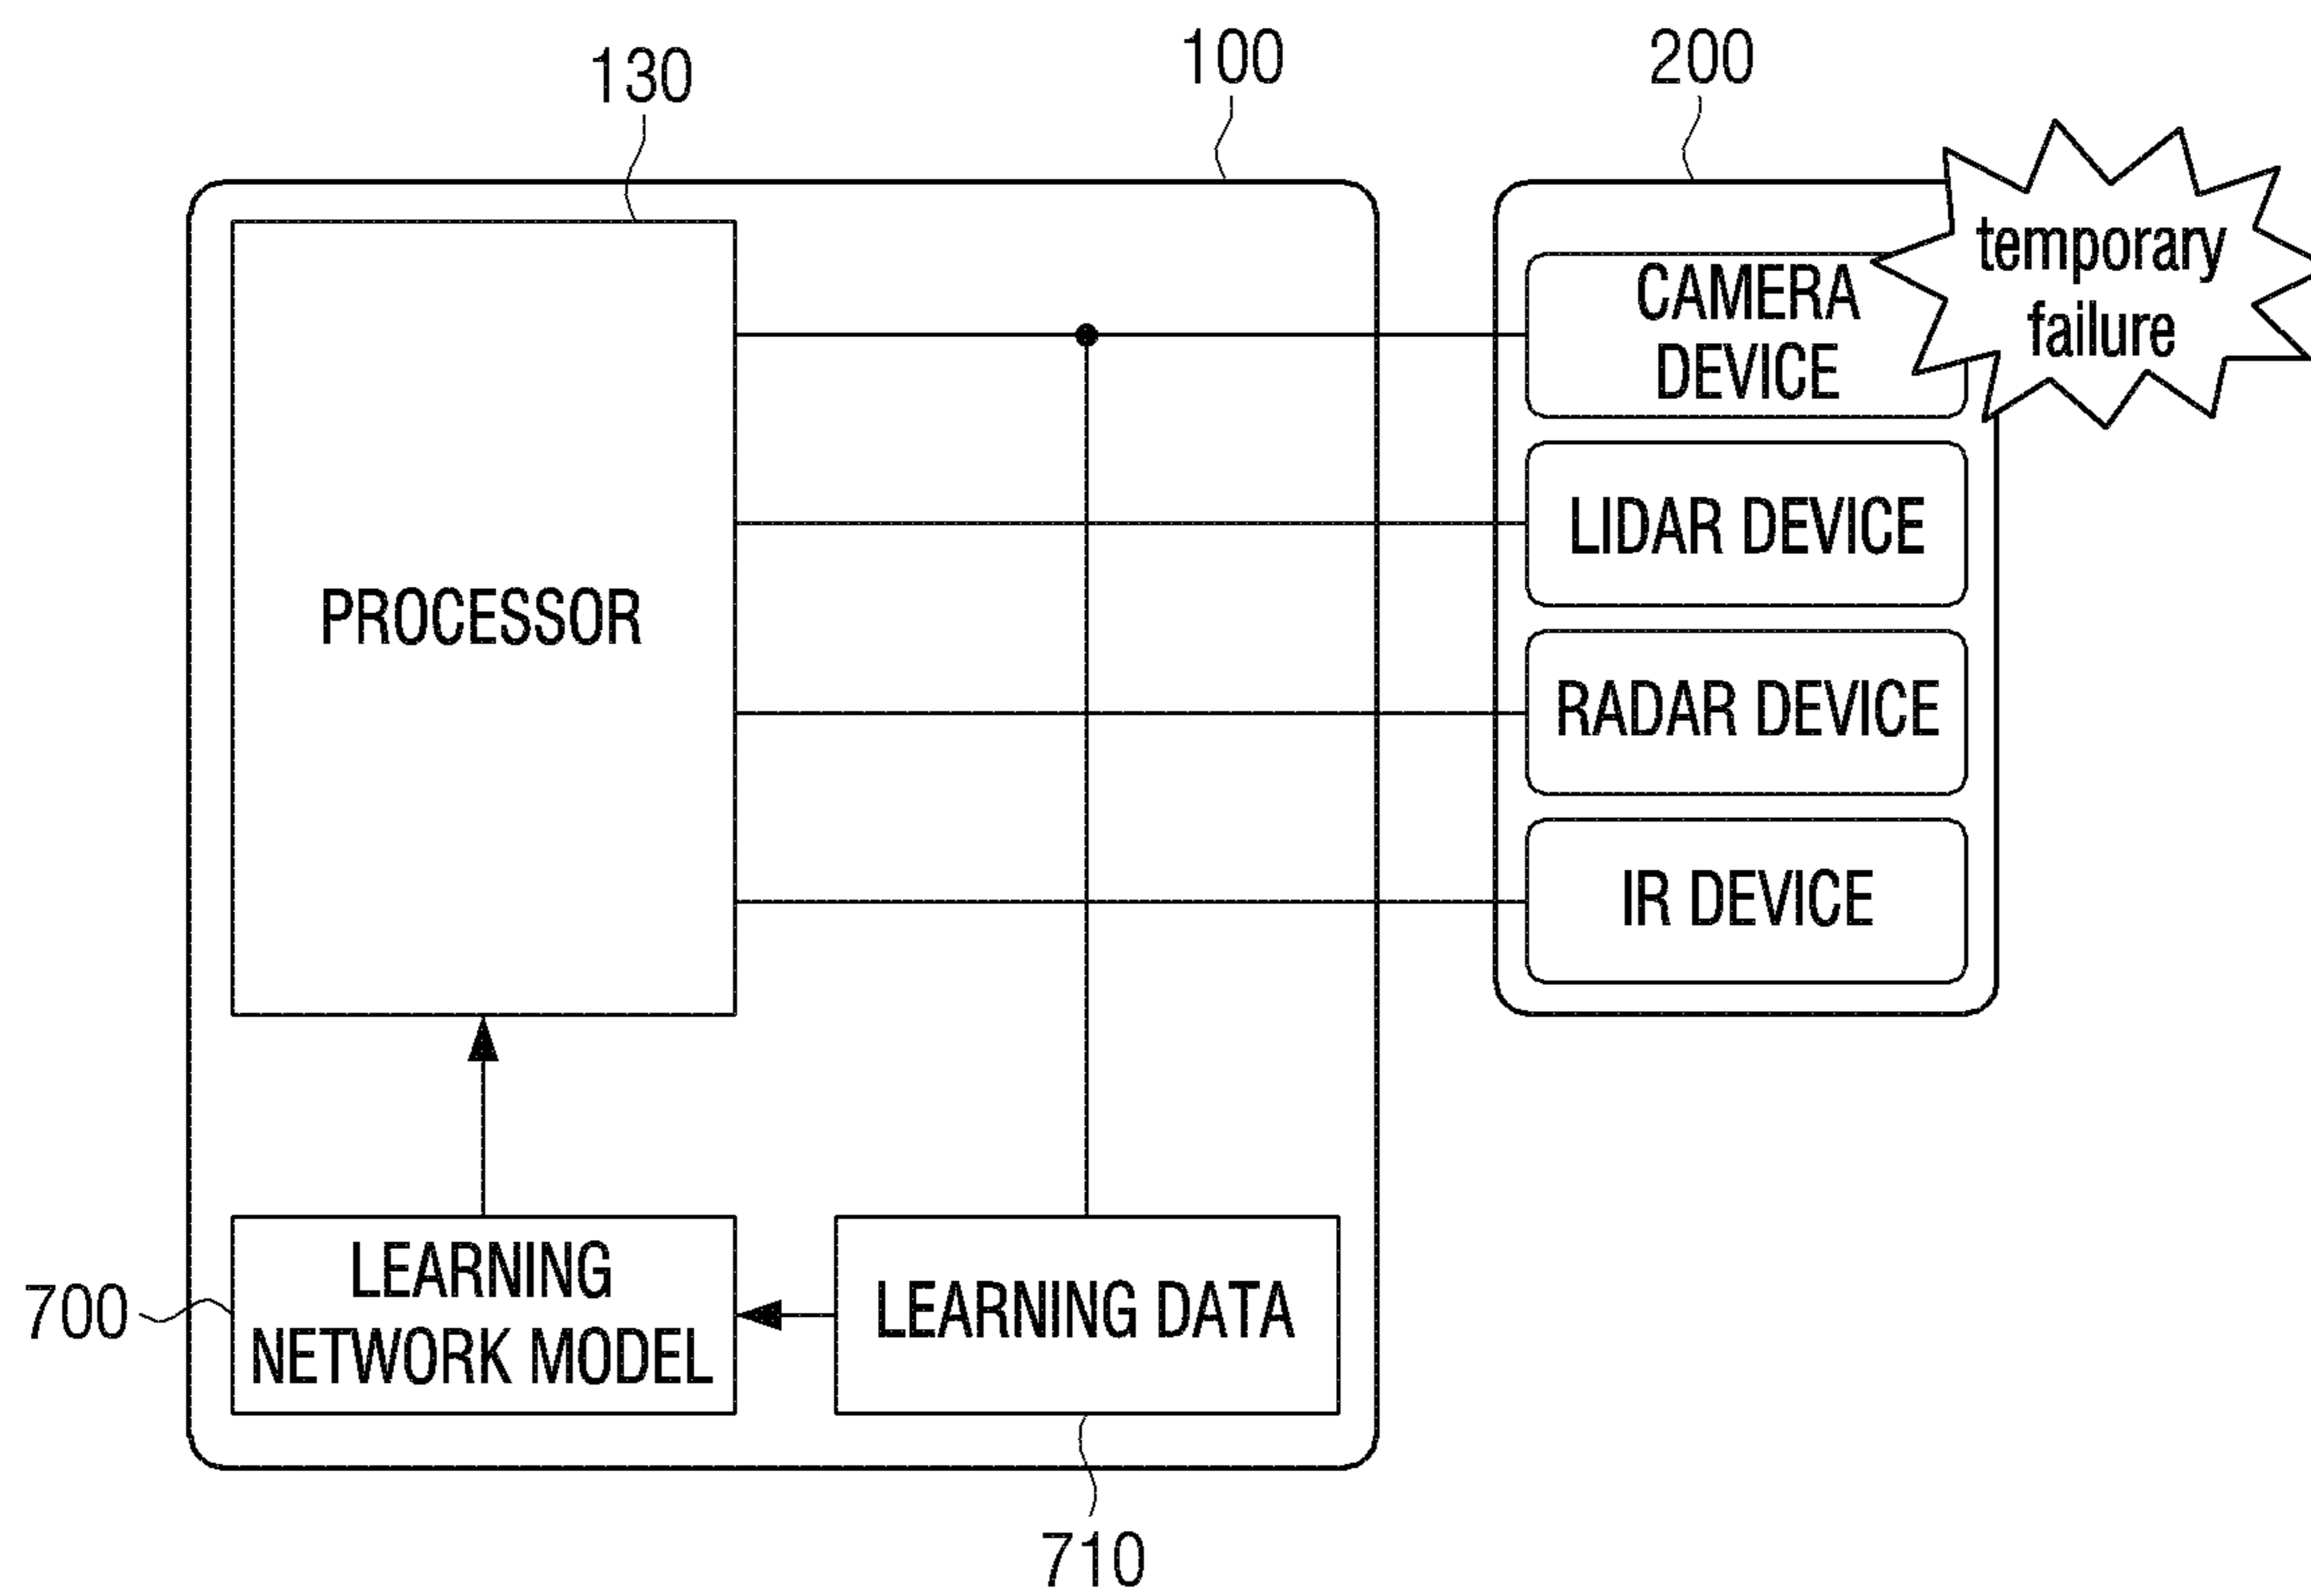 130
100
200
temporary
failure
CAMERA
DEVICE
LIDAR DEVICE
PROCESSOR
RADAR DEVICE
IR DEVICE
700
LEARNING
NETWORK MODEL
LEARNING DATA
710